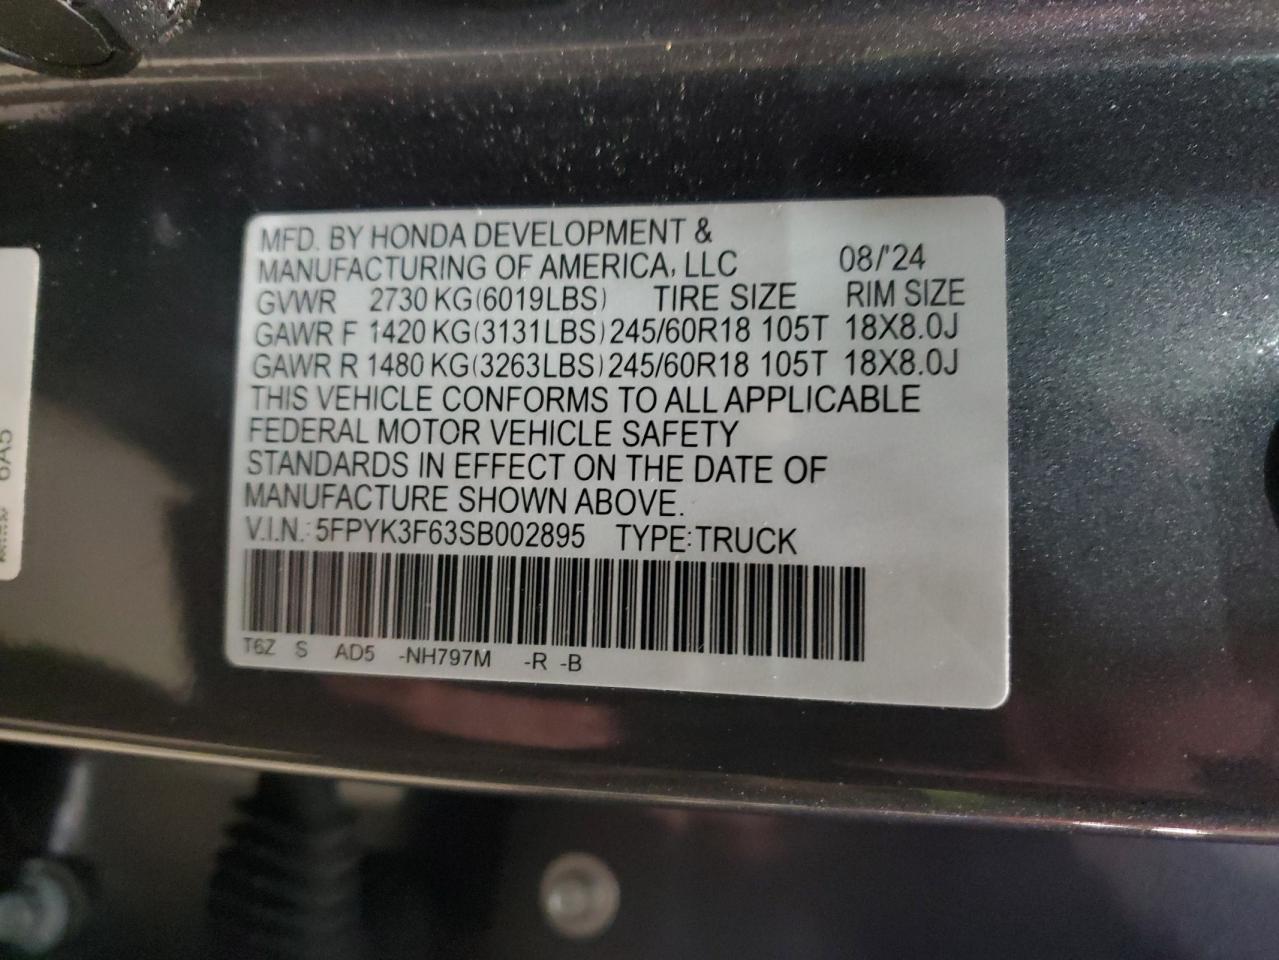 MFD. BY HONDA DEVELOPMENT &
MANUFACTURING OF AMERICA, LLC 08/'24
GVWR 2730 KG(6019LBS) TIRE SIZE RIM SIZE
GAWR F 1420 KG(3131LBS) 245/60R18 105T 18X8.0J
GAWR R 1480 KG(3263LBS) 245/60R18 105T 18X8.0J
THIS VEHICLE CONFORMS TO ALL APPLICABLE
FEDERAL MOTOR VEHICLE SAFETY
STANDARDS IN EFFECT ON THE DATE OF
MANUFACTURE SHOWN ABOVE.
V.I.N.: 5FPYK3F63SB002895 TYPE:TRUCK
T6Z S AD5 -NH797M -R -B
6A5